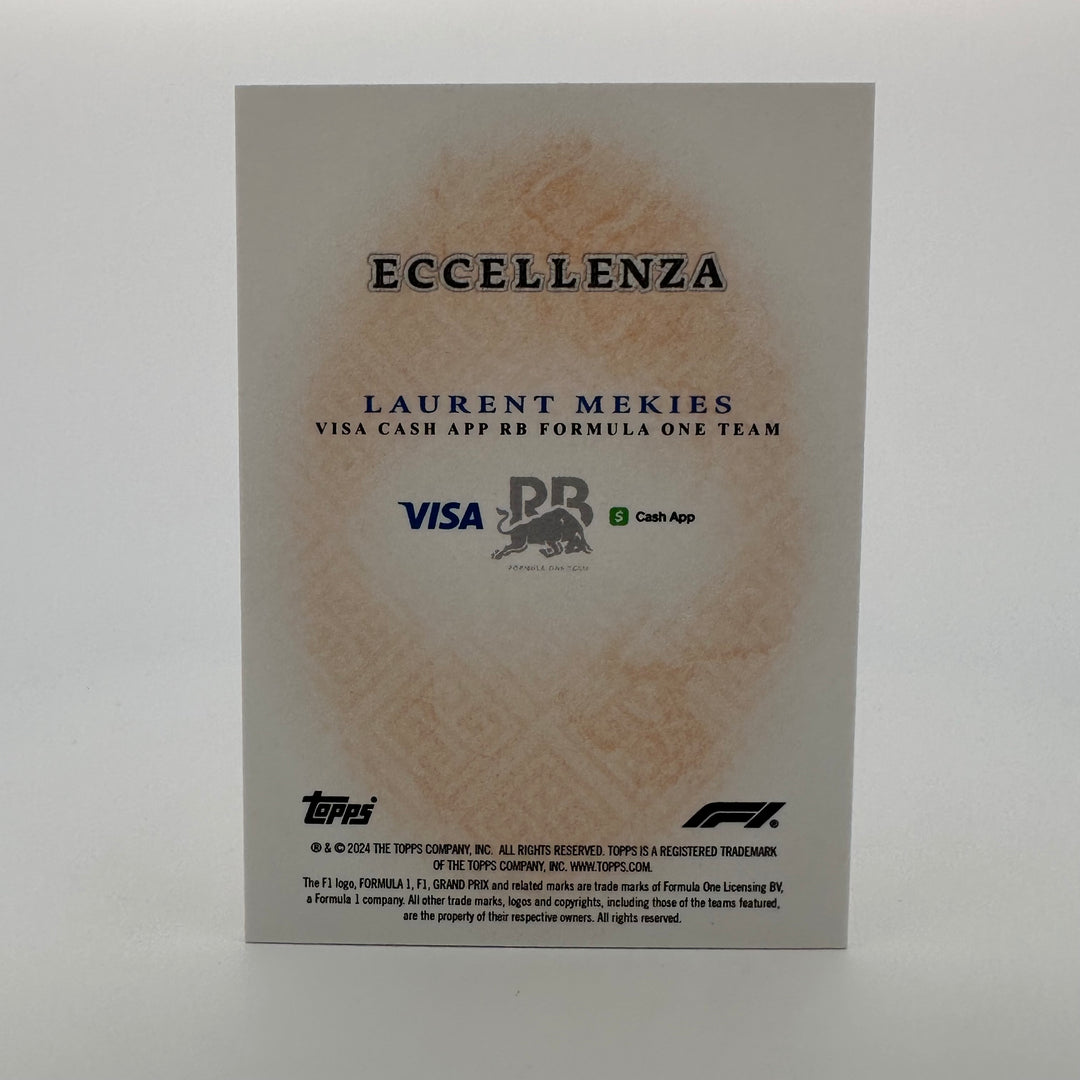 ECCELLENZA
LAURENT MEKIES
VISA CASH APP RB FORMULA ONE TEAM
VISA RB Cash App
FORMULA ONE TEAM
Topps F1®
® & © 2024 THE TOPPS COMPANY, INC. ALL RIGHTS RESERVED. TOPPS IS A REGISTERED TRADEMARK
OF THE TOPPS COMPANY, INC. WWW.TOPPS.COM.
The F1 logo, FORMULA 1, F1, GRAND PRIX and related marks are trade marks of Formula One Licensing BV,
a Formula 1 company. All other trade marks, logos and copyrights, including those of the teams featured,
are the property of their respective owners. All rights reserved.